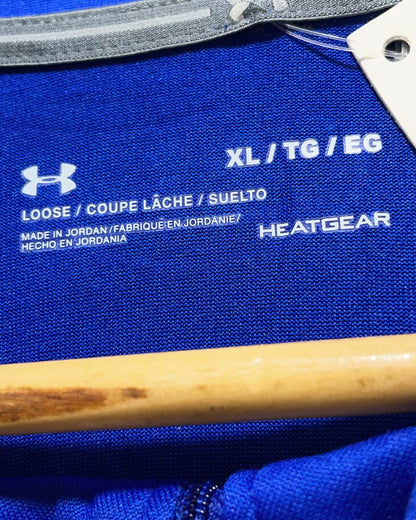 XL / TG / EG
LOOSE / COUPE LÂCHE / SUELTO
MADE IN JORDAN / FABRIQUÉ EN JORDANIE /
HECHO EN JORDANIA
HEATGEAR